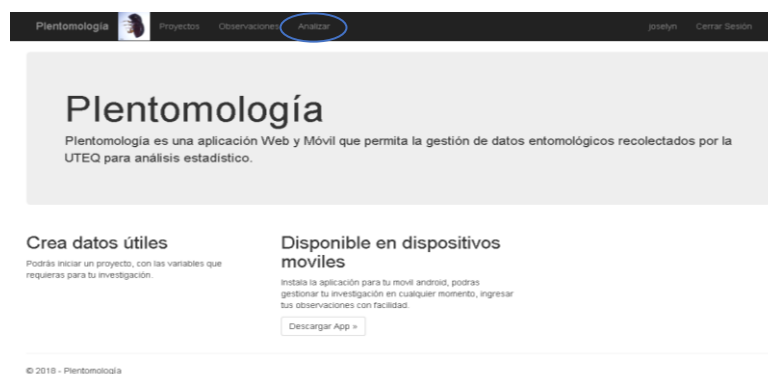 Plentomología Proyectos Observaciones Analizar joselyn Cerrar Sesión
Plentomología
Plentomología es una aplicación Web y Móvil que permita la gestión de datos entomológicos recolectados por la
UTEQ para análisis estadístico.
Crea datos útiles
Podrás iniciar un proyecto, con las variables que
requieras para tu investigación.
Disponible en dispositivos
moviles
Instala la aplicación para tu movil android, podras
gestionar tu investigación en cualquier momento, ingresar
tus observaciones con facilidad.
Descargar App »
© 2018 - Plentomología